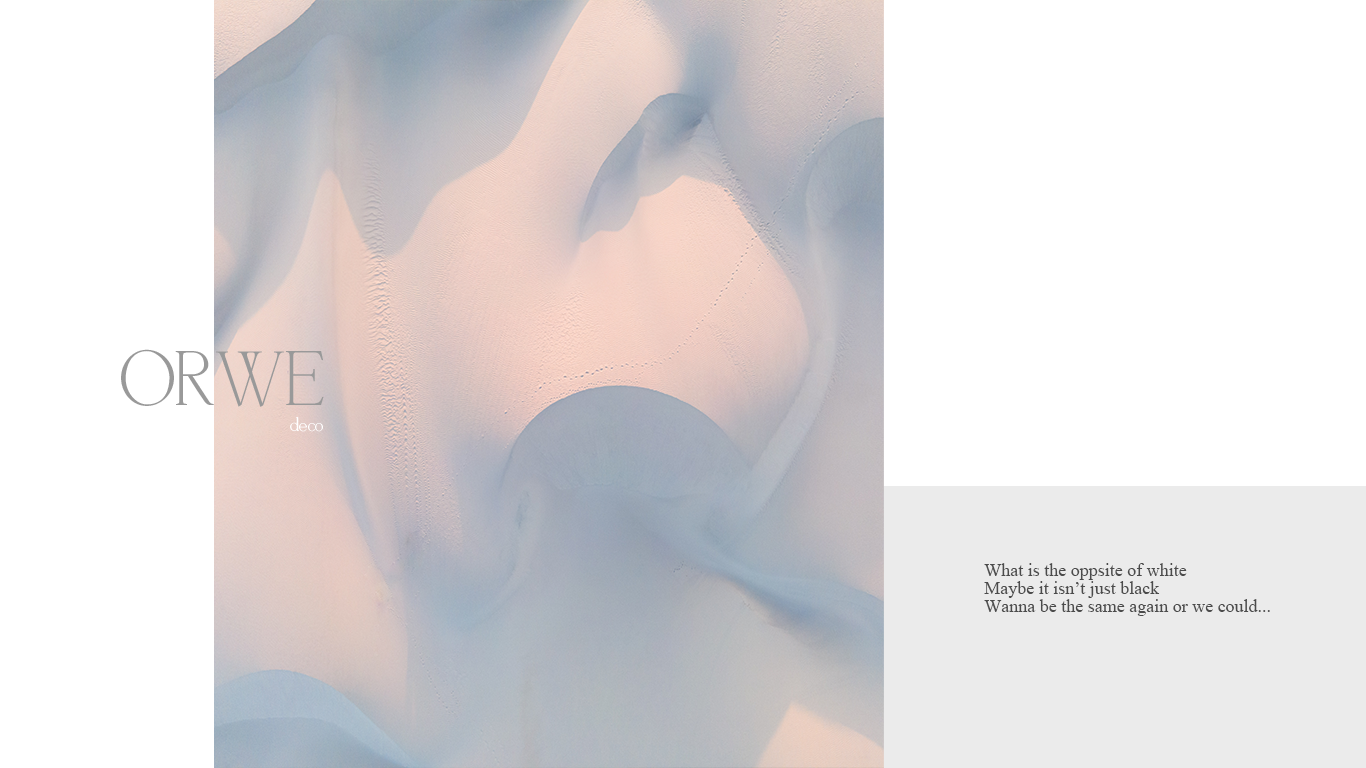 ORWE
deco
What is the oppsite of white
Maybe it isn’t just black
Wanna be the same again or we could...